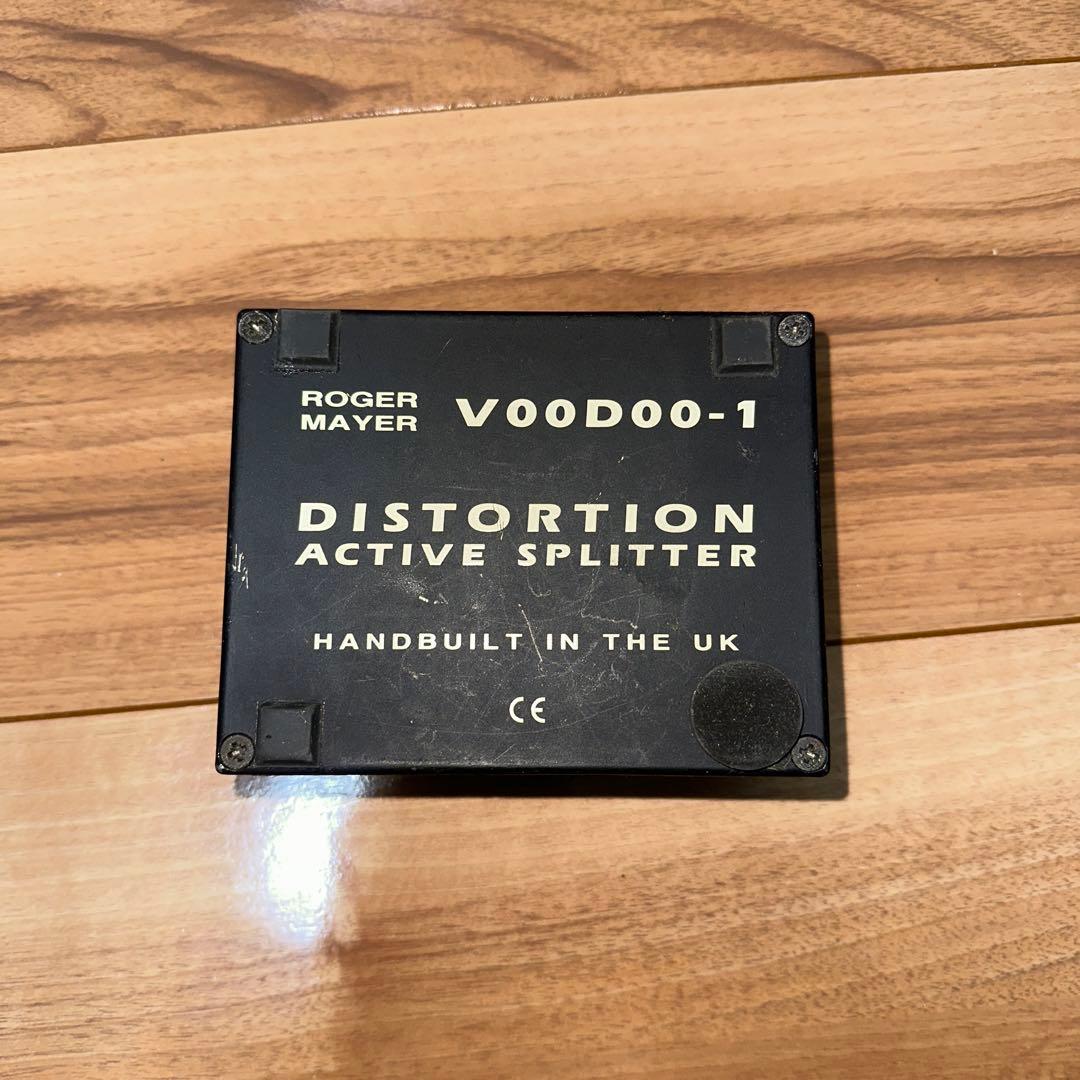 ROGER
MAYER
V00D00-1
DISTORTION
ACTIVE SPLITTER
HANDBUILT IN THE UK
CE